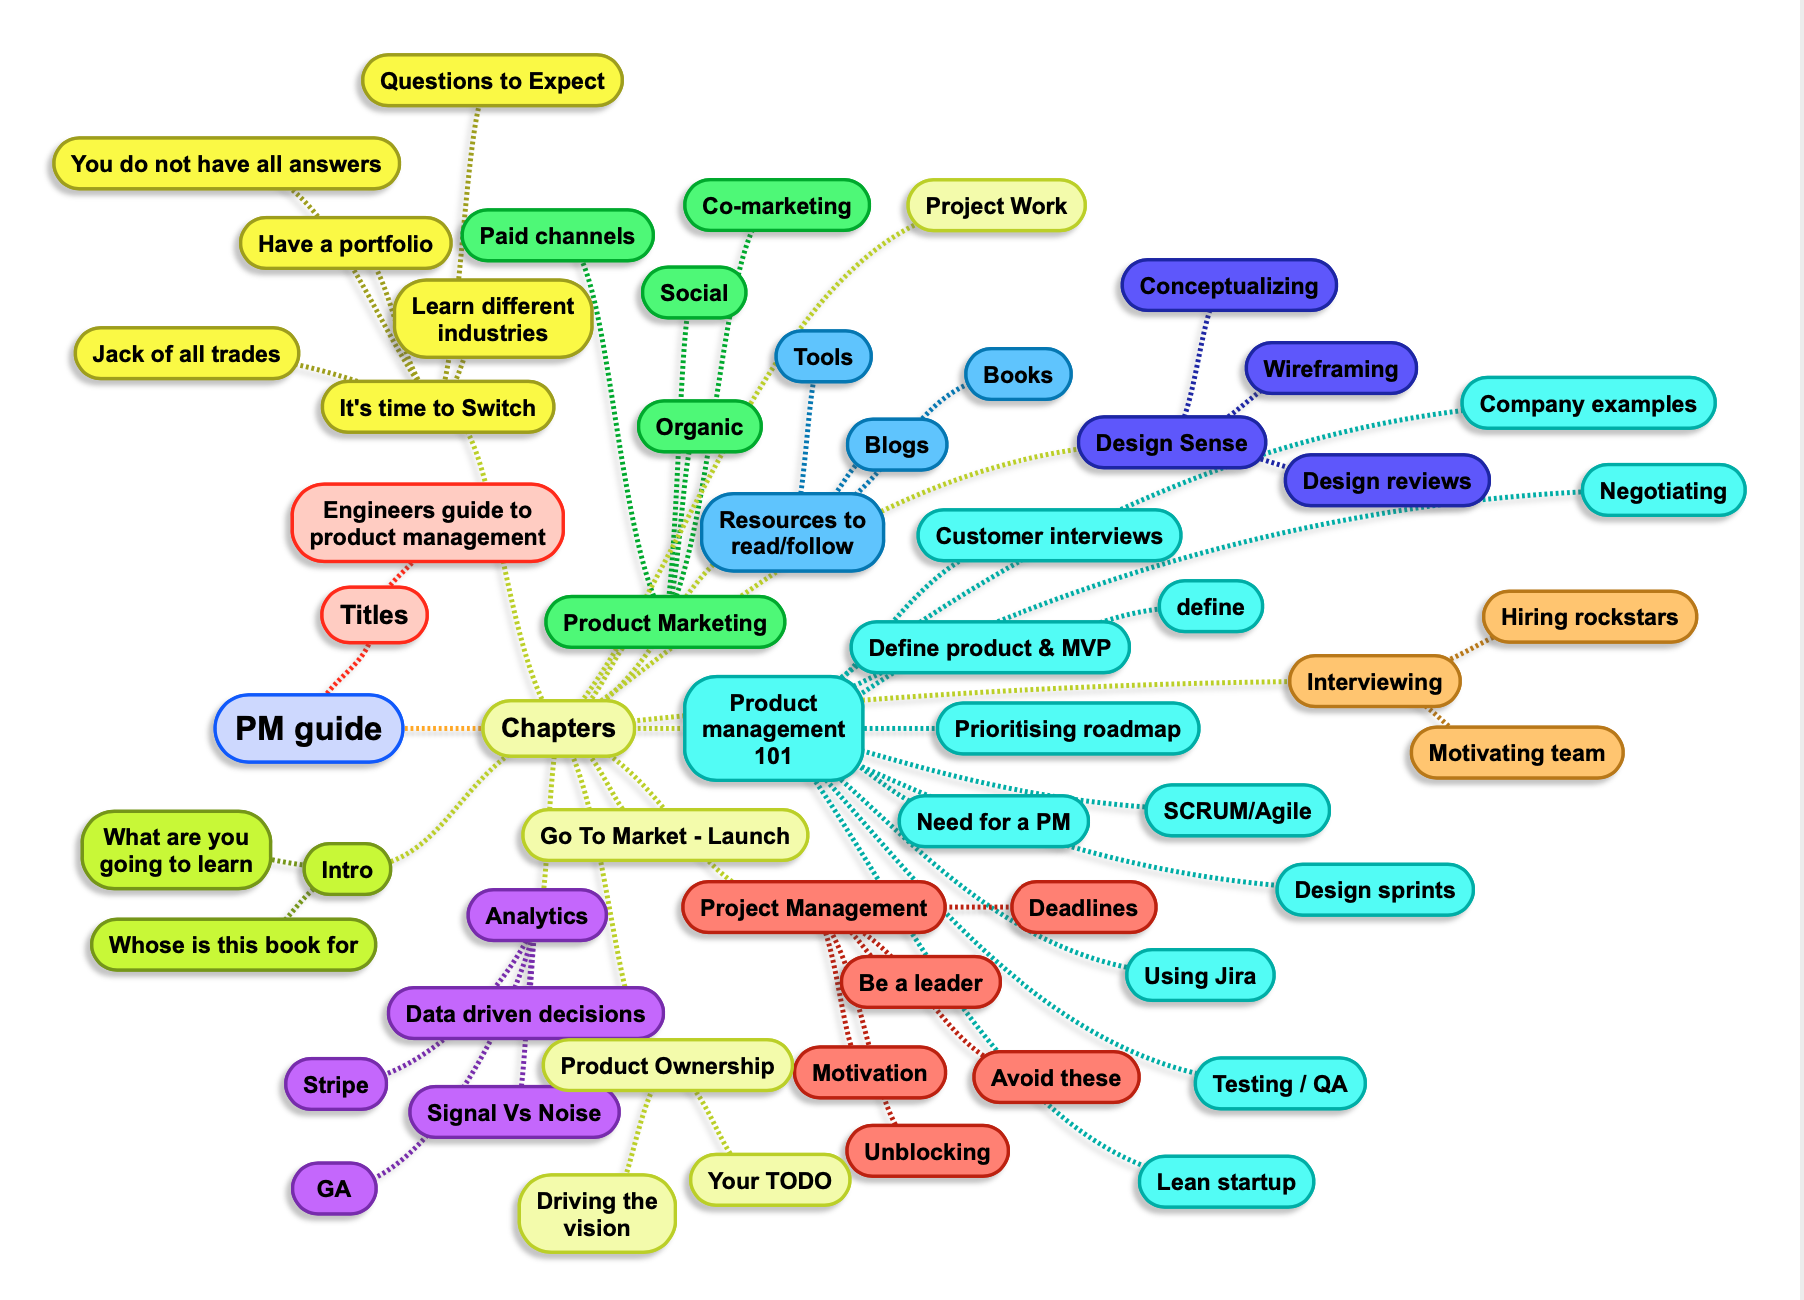 Questions to Expect
You do not have all answers
Have a portfolio
Paid channels
Co-marketing
Project Work
Learn different
industries
Social
Conceptualizing
Jack of all trades
It's time to Switch
Tools
Books
Wireframing
Company examples
Organic
Blogs
Design Sense
Design reviews
Negotiating
Engineers guide to
product management
Resources to
read/follow
Customer interviews
Titles
Product Marketing
define
Define product & MVP
Hiring rockstars
Interviewing
PM guide
Chapters
Product
management
101
Prioritising roadmap
Motivating team
What are you
going to learn
Intro
Go To Market - Launch
Need for a PM
SCRUM/Agile
Whose is this book for
Analytics
Project Management
Deadlines
Design sprints
Data driven decisions
Be a leader
Using Jira
Stripe
Product Ownership
Motivation
Avoid these
Testing / QA
Signal Vs Noise
Unblocking
GA
Driving the
vision
Your TODO
Lean startup